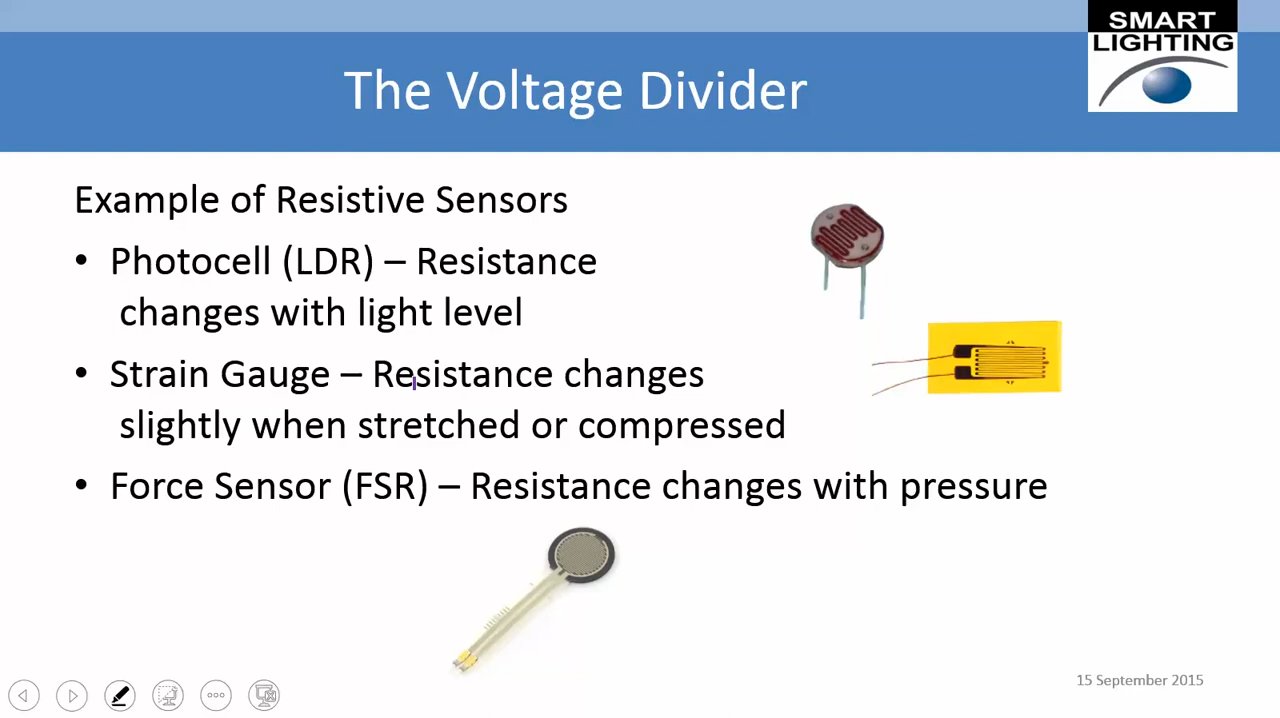 SMART
LIGHTING
The Voltage Divider
Example of Resistive Sensors
• Photocell (LDR) – Resistance
changes with light level
• Strain Gauge – Resistance changes
slightly when stretched or compressed
• Force Sensor (FSR) – Resistance changes with pressure
15 September 2015